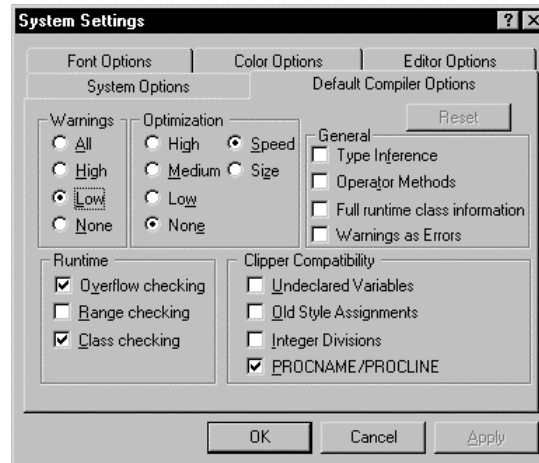 System Settings
Font Options
Color Options
Editor Options
System Options
Default Compiler Options
Reset
Warnings
All
High
Low
None
Optimization
High
Medium
Low
None
Speed
Size
General
Type Inference
Operator Methods
Full runtime class information
Warnings as Errors
Runtime
Overflow checking
Range checking
Class checking
Clipper Compatibility
Undeclared Variables
Old Style Assignments
Integer Divisions
PROCNAME/PROCLINE
OK
Cancel
Apply